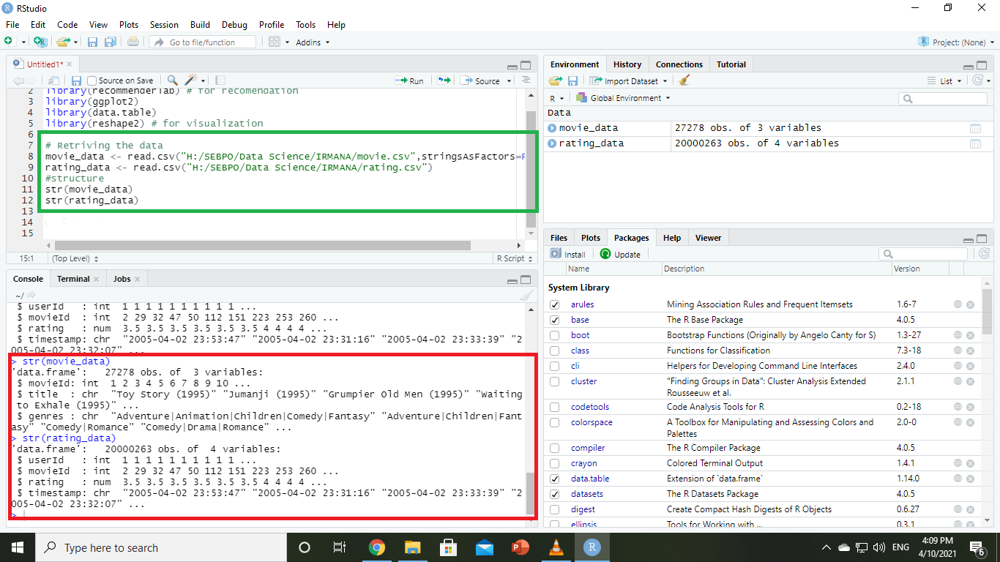 RStudio
File Edit Code View Plots Session Build Debug Profile Tools Help
Go to file/function Addins Project: (None)
Untitled1*
Source on Save Run Source
2 library(recommenderlab) # for recomendation
3 library(ggplot2)
4 library(data.table)
5 library(reshape2) # for visualization
6
7 # Retriving the data
8 movie_data <- read.csv("H:/SEBPO/Data Science/IRMANA/movie.csv",stringsAsFactors=F
9 rating_data <- read.csv("H:/SEBPO/Data Science/IRMANA/rating.csv")
10 #structure
11 str(movie_data)
12 str(rating_data)
13
14
15
15:1 (Top Level) R Script
Console Terminal Jobs
~/
$ userId : int 1 1 1 1 1 1 1 1 1 1 ...
$ movieId : int 2 29 32 47 50 112 151 223 253 260 ...
$ rating : num 3.5 3.5 3.5 3.5 3.5 3.5 4 4 4 4 ...
$ timestamp: chr "2005-04-02 23:53:47" "2005-04-02 23:31:16" "2005-04-02 23:33:39" "2
005-04-02 23:32:07" ...
> str(movie_data)
'data.frame': 27278 obs. of 3 variables:
$ movieId: int 1 2 3 4 5 6 7 8 9 10 ...
$ title : chr "Toy Story (1995)" "Jumanji (1995)" "Grumpier Old Men (1995)" "Waiting
to Exhale (1995)" ...
$ genres : chr "Adventure|Animation|Children|Comedy|Fantasy" "Adventure|Children|Fant
asy" "Comedy|Romance" "Comedy|Drama|Romance" ...
> str(rating_data)
'data.frame': 20000263 obs. of 4 variables:
$ userId : int 1 1 1 1 1 1 1 1 1 1 ...
$ movieId : int 2 29 32 47 50 112 151 223 253 260 ...
$ rating : num 3.5 3.5 3.5 3.5 3.5 3.5 4 4 4 4 ...
$ timestamp: chr "2005-04-02 23:53:47" "2005-04-02 23:31:16" "2005-04-02 23:33:39" "2
005-04-02 23:32:07" ...
>
Environment History Connections Tutorial
Import Dataset List
R Global Environment
Data
movie_data 27278 obs. of 3 variables
rating_data 20000263 obs. of 4 variables
Files Plots Packages Help Viewer
Install Update
Name Description Version
System Library
arules Mining Association Rules and Frequent Itemsets 1.6-7
base The R Base Package 4.0.5
boot Bootstrap Functions (Originally by Angelo Canty for S) 1.3-27
class Functions for Classification 7.3-18
cli Helpers for Developing Command Line Interfaces 2.4.0
cluster "Finding Groups in Data": Cluster Analysis Extended 2.1.1
Rousseeuw et al.
codetools Code Analysis Tools for R 0.2-18
colorspace A Toolbox for Manipulating and Assessing Colors and 2.0-0
Palettes
compiler The R Compiler Package 4.0.5
crayon Colored Terminal Output 1.4.1
data.table Extension of `data.frame` 1.14.0
datasets The R Datasets Package 4.0.5
digest Create Compact Hash Digests of R Objects 0.6.27
ellipsis Tools for Working with ... 0.3.1
Type here to search ENG 4:09 PM
4/10/2021 6